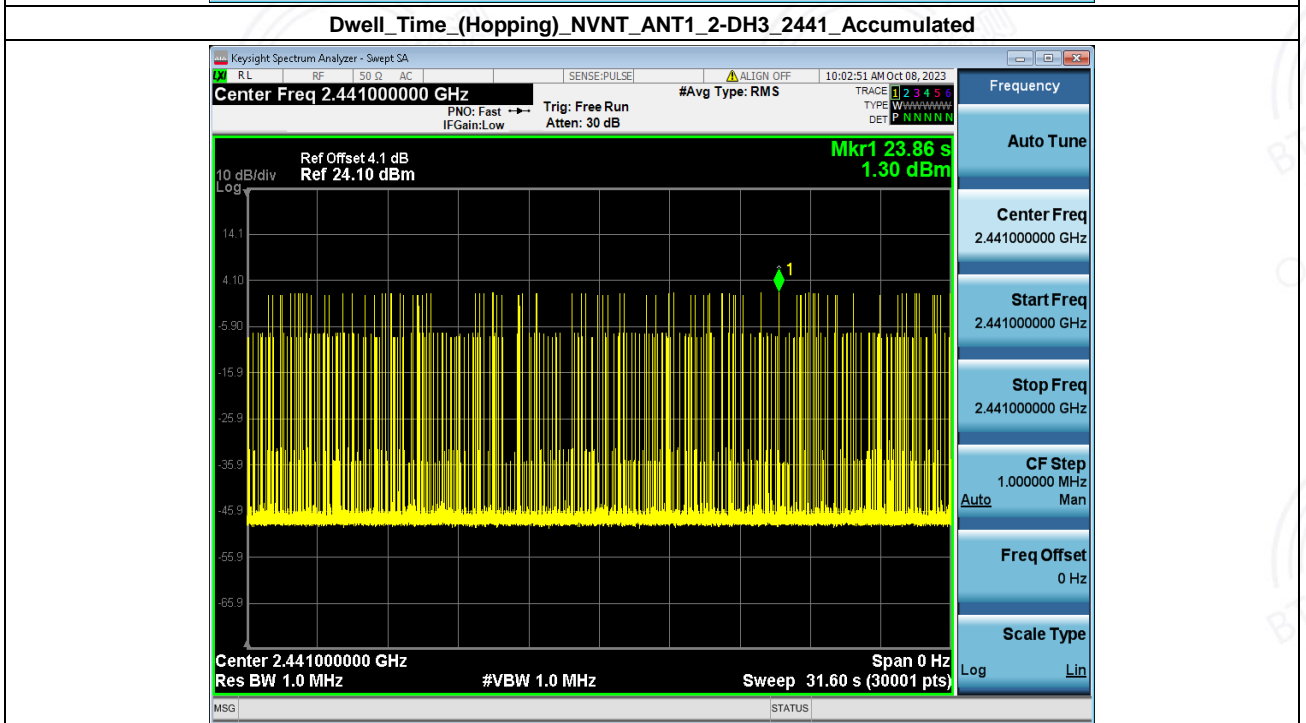 Dwell_Time_(Hopping)_NVNT_ANT1_2-DH3_2441_Accumulated
Keysight Spectrum Analyzer - Swept SA
LXI RL RF 50 Ω AC SENSE:PULSE ALIGN OFF 10:02:51 AM Oct 08, 2023
Center Freq 2.441000000 GHz
PNO: Fast
IFGain:Low
Trig: Free Run
Atten: 30 dB
#Avg Type: RMS
TRACE 1 2 3 4 5 6
TYPE WWWWWW
DET P N N N N N
Ref Offset 4.1 dB
10 dB/div Ref 24.10 dBm
Log
Mkr1 23.86 s
1.30 dBm
1
14.1
4.10
-5.90
-15.9
-25.9
-35.9
-45.9
-55.9
-65.9
Center 2.441000000 GHz Span 0 Hz
Res BW 1.0 MHz #VBW 1.0 MHz Sweep 31.60 s (30001 pts)
MSG STATUS
Frequency
Auto Tune
Center Freq
2.441000000 GHz
Start Freq
2.441000000 GHz
Stop Freq
2.441000000 GHz
CF Step
1.000000 MHz
Auto Man
Freq Offset
0 Hz
Scale Type
Log Lin